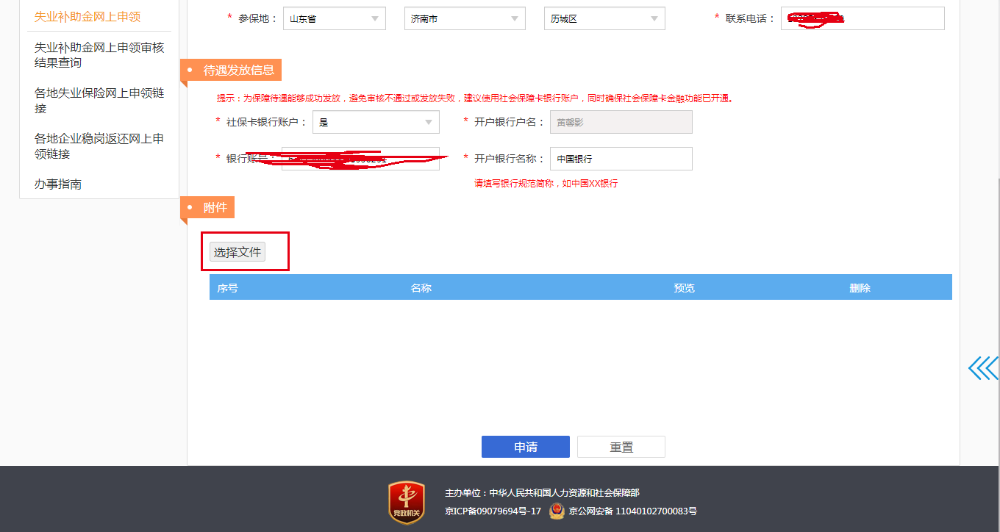 失业补助金网上申领
失业补助金网上申领审核
结果查询
各地失业保险网上申领链
接
各地企业稳岗返还网上申
领链接
办事指南
* 参保地： 山东省 济南市 历城区 * 联系电话：
待遇发放信息
提示：为保障待遇能够成功发放，避免审核不通过或发放失败，建议使用社会保障卡银行账户，同时确保社会保障卡金融功能已开通。
* 社保卡银行账户： 是 * 开户银行户名： 黄馨影
* 银行账号： * 开户银行名称： 中国银行
请填写银行规范简称，如中国XX银行
附件
选择文件
序号 名称 预览 删除
申请 重置
党政机关
主办单位：中华人民共和国人力资源和社会保障部
京ICP备09079694号-17 京公网安备 11040102700083号